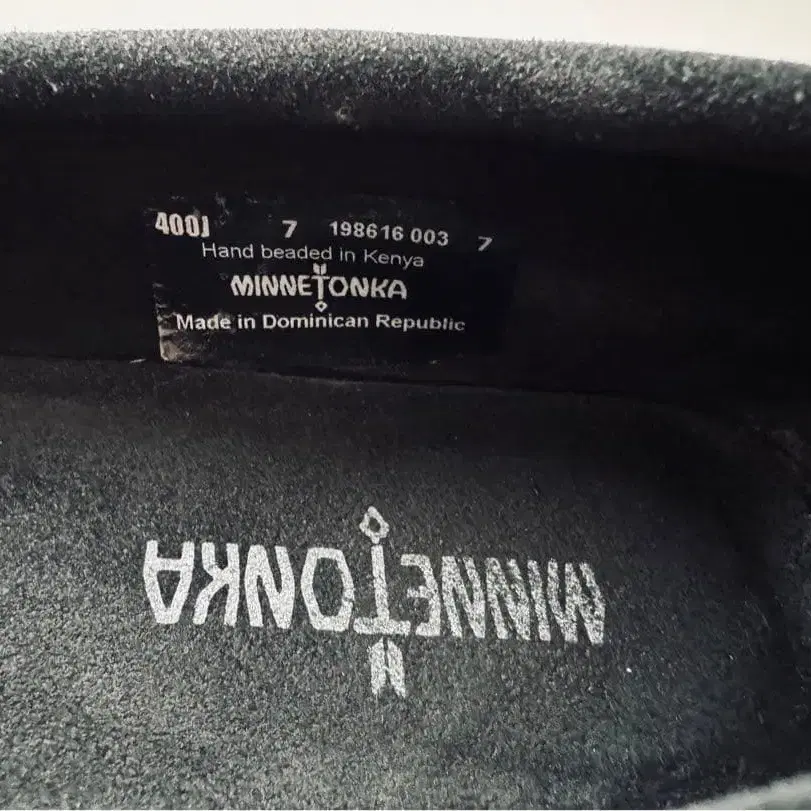 400J 7 198616 003 7
Hand beaded in Kenya
MINNETONKA
Made in Dominican Republic
MINNETONKA